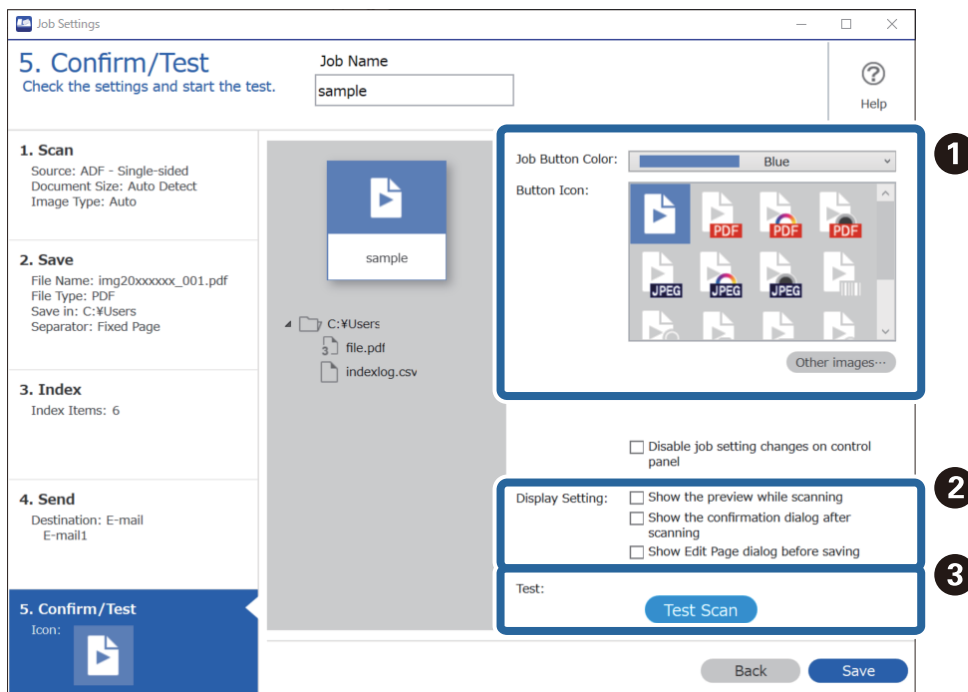 Job Settings
5. Confirm/Test
Check the settings and start the test.
Job Name
sample
Help
1. Scan
Source: ADF - Single-sided
Document Size: Auto Detect
Image Type: Auto
2. Save
File Name: img20xxxxxx_001.pdf
File Type: PDF
Save in: C:¥Users
Separator: Fixed Page
3. Index
Index Items: 6
4. Send
Destination: E-mail
E-mail1
5. Confirm/Test
Icon:
sample
C:¥Users
3 file.pdf
indexlog.csv
1
Job Button Color: Blue
Button Icon:
PDF PDF PDF
JPEG JPEG JPEG
Other images···
Disable job setting changes on control
panel
2
Display Setting: Show the preview while scanning
Show the confirmation dialog after
scanning
Show Edit Page dialog before saving
3
Test:
Test Scan
Back Save